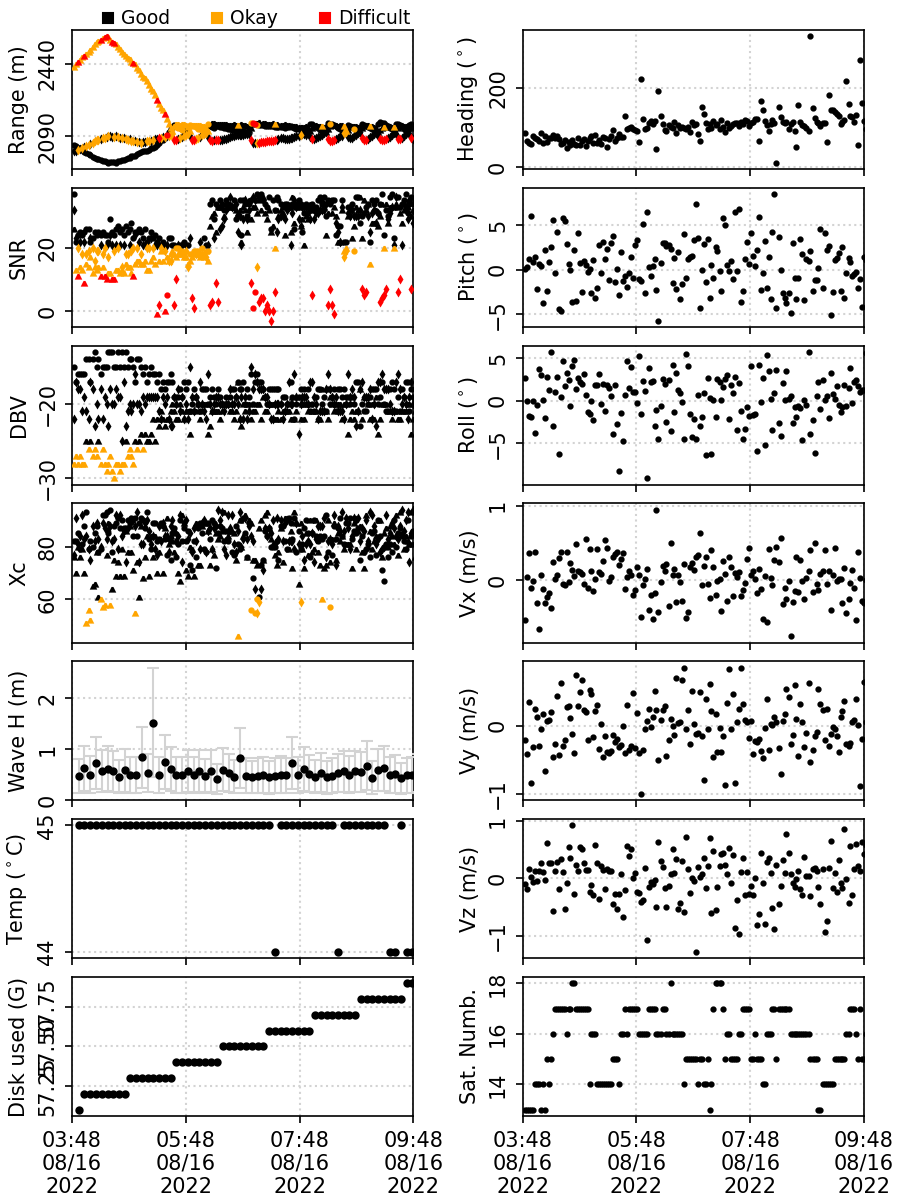 Good Okay Difficult
Range (m)
2440
2090
Heading (°)
200
0
SNR
20
0
Pitch (°)
5
0
−5
DBV
−20
−30
Roll (°)
5
0
−5
Xc
80
60
Vx (m/s)
1
0
Wave H (m)
2
1
0
Vy (m/s)
0
−1
Temp (°C)
45
44
Vz (m/s)
1
0
−1
Disk used (G)
57.75
57.50
57.25
Sat. Numb.
18
16
14
03:48 05:48 07:48 09:48 03:48 05:48 07:48 09:48
08/16 08/16 08/16 08/16 08/16 08/16 08/16 08/16
2022 2022 2022 2022 2022 2022 2022 2022